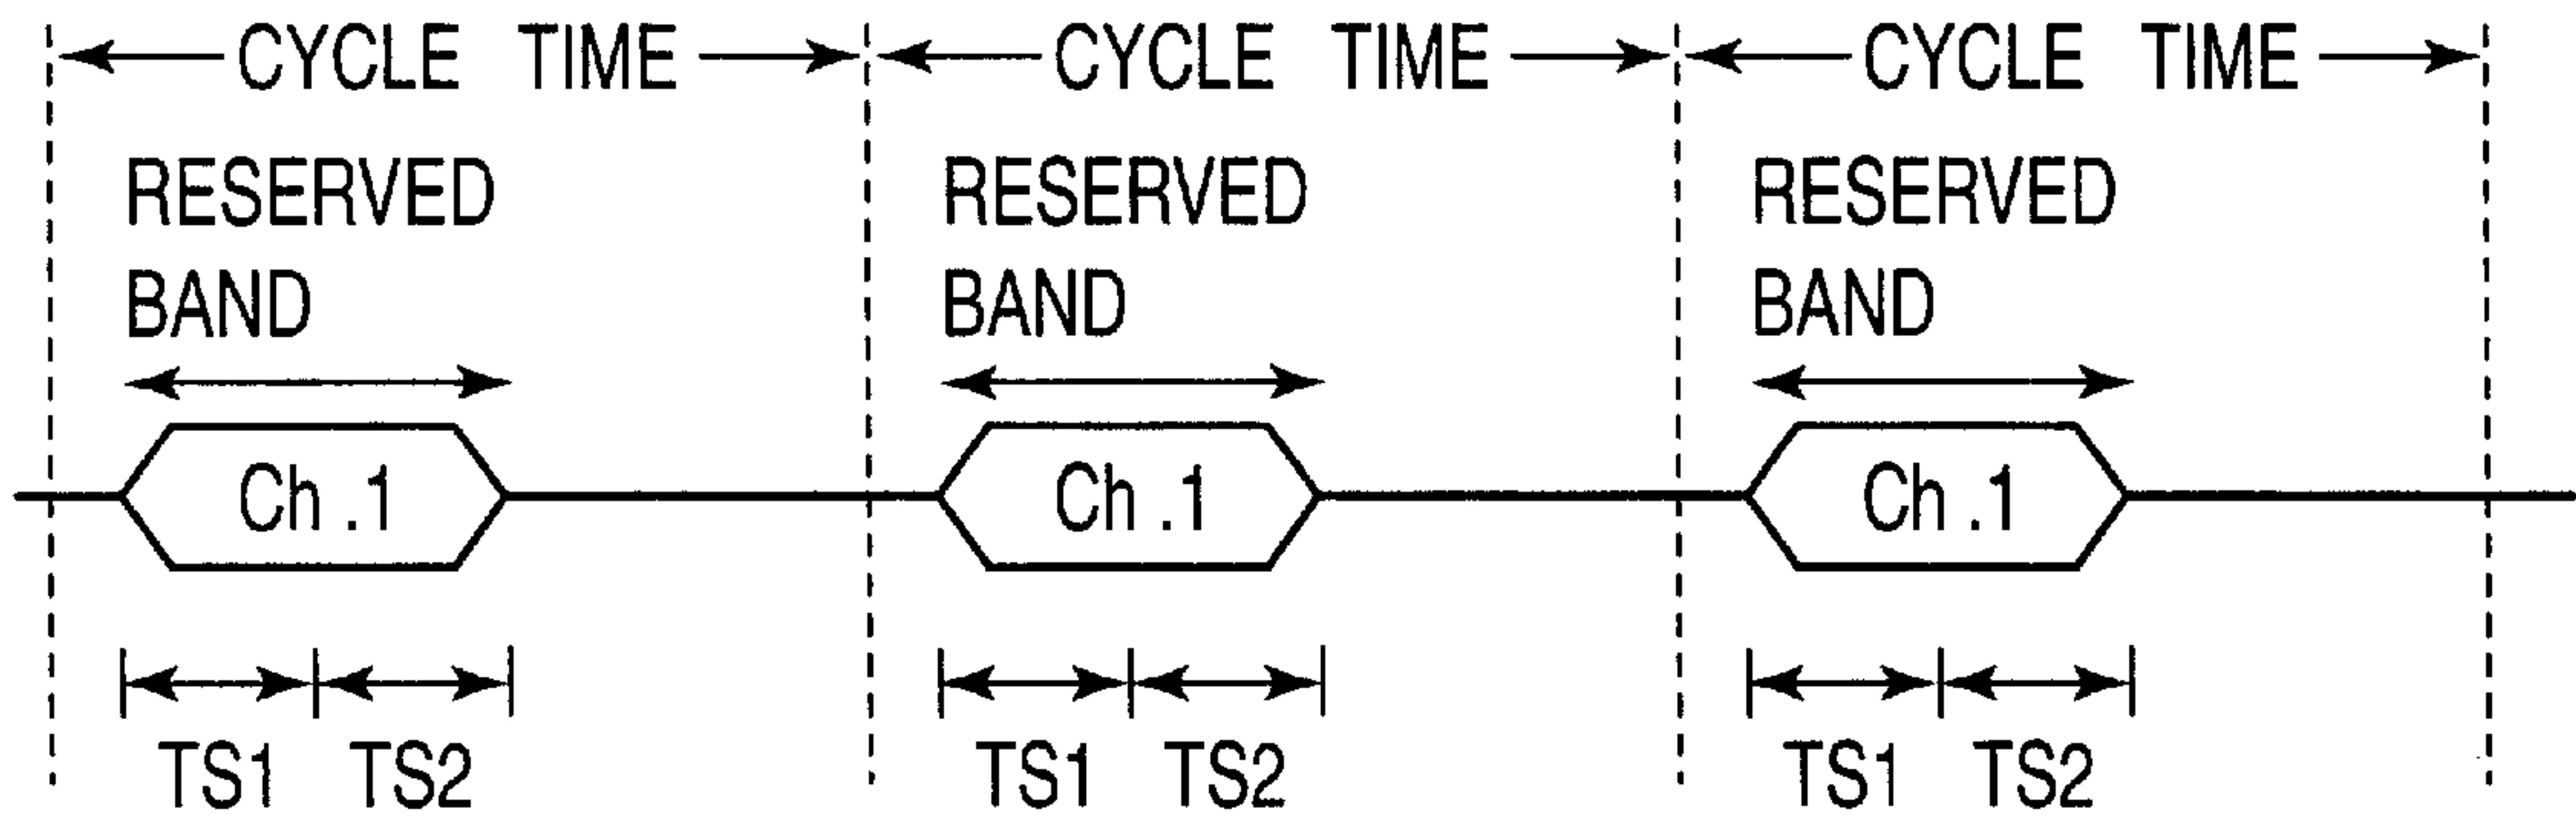 CYCLE TIME CYCLE TIME CYCLE TIME
RESERVED RESERVED RESERVED
BAND BAND BAND
Ch .1 Ch .1 Ch .1
TS1 TS2 TS1 TS2 TS1 TS2